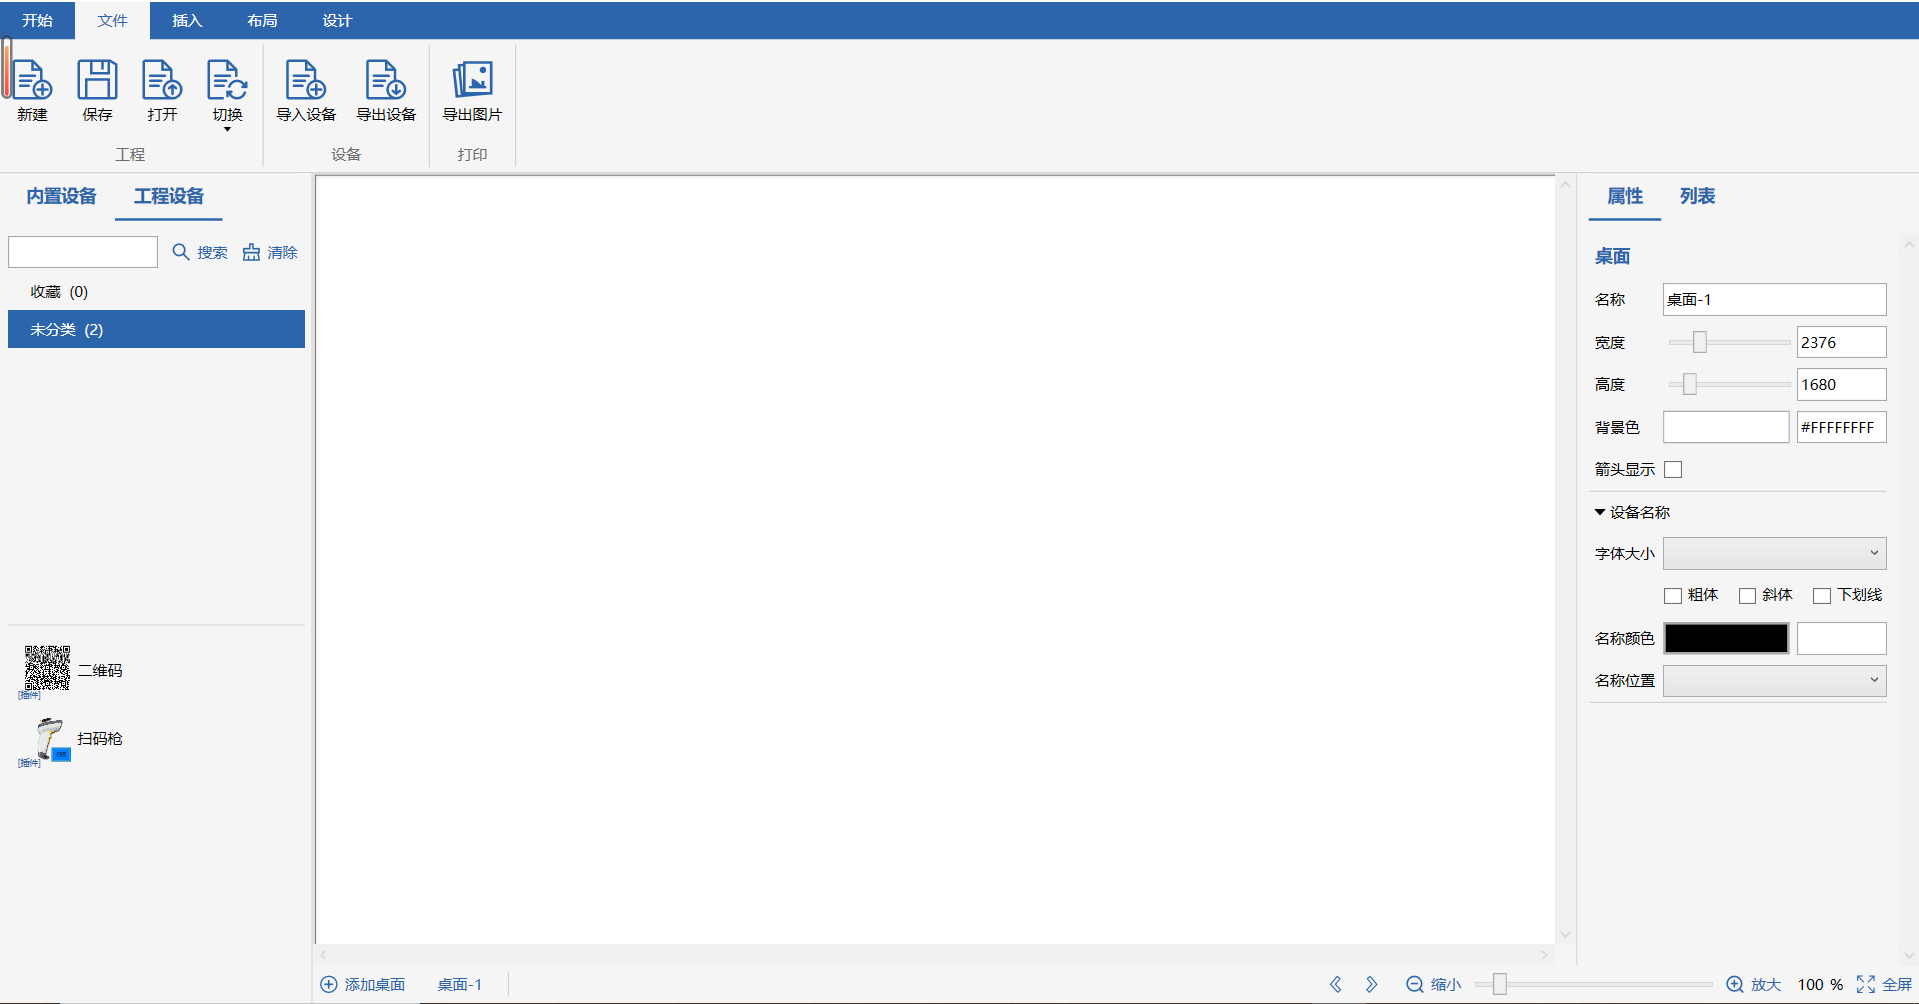 开始 文件 插入 布局 设计
新建 保存 打开 切换 导入设备 导出设备 导出图片
工程 设备 打印
内置设备 工程设备
搜索 清除
收藏 (0)
未分类 (2)
二维码
[插件]
扫码枪
[插件]
属性 列表
桌面
名称 桌面-1
宽度 2376
高度 1680
背景色 #FFFFFFFF
箭头显示
设备名称
字体大小
粗体 斜体 下划线
名称颜色
名称位置
添加桌面 桌面-1 缩小 放大 100 % 全屏